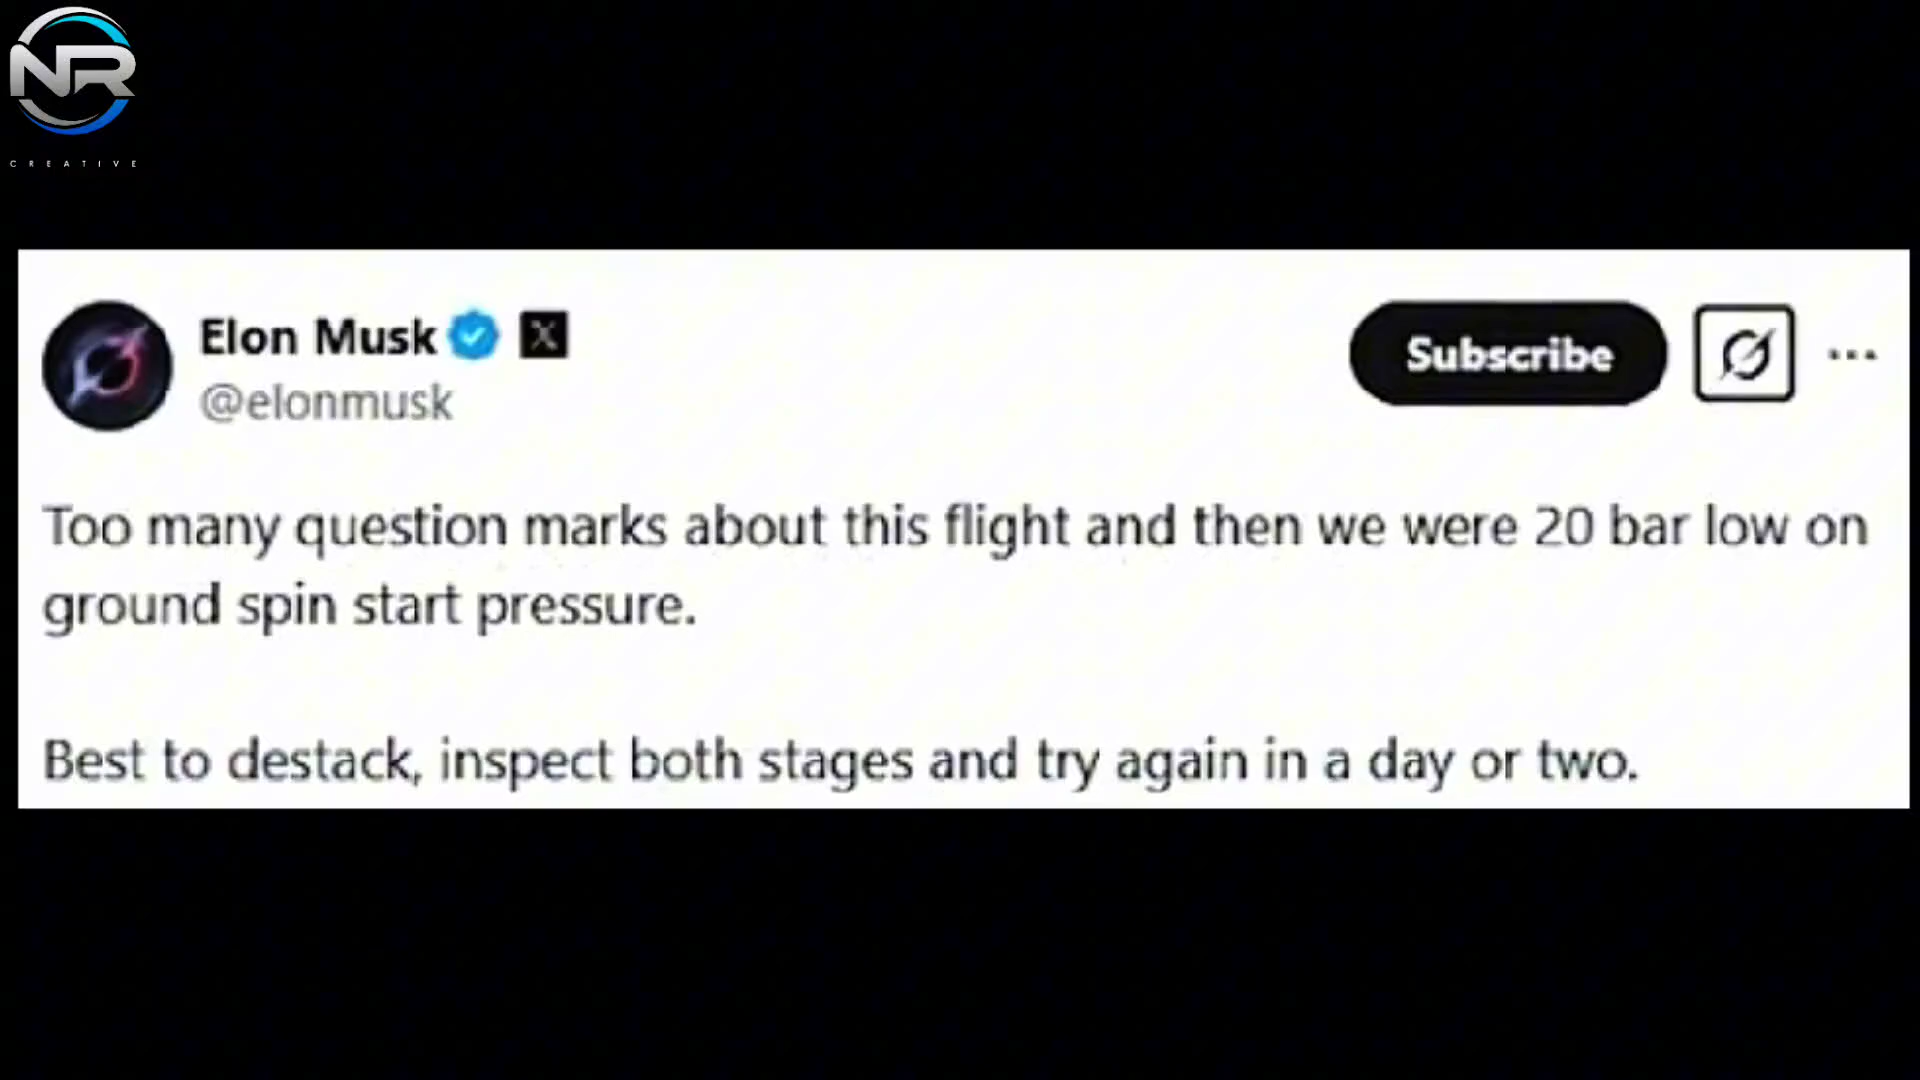 NR
CREATIVE
Elon Musk X
@elonmusk
Subscribe
Too many question marks about this flight and then we were 20 bar low on
ground spin start pressure.
Best to destack, inspect both stages and try again in a day or two.